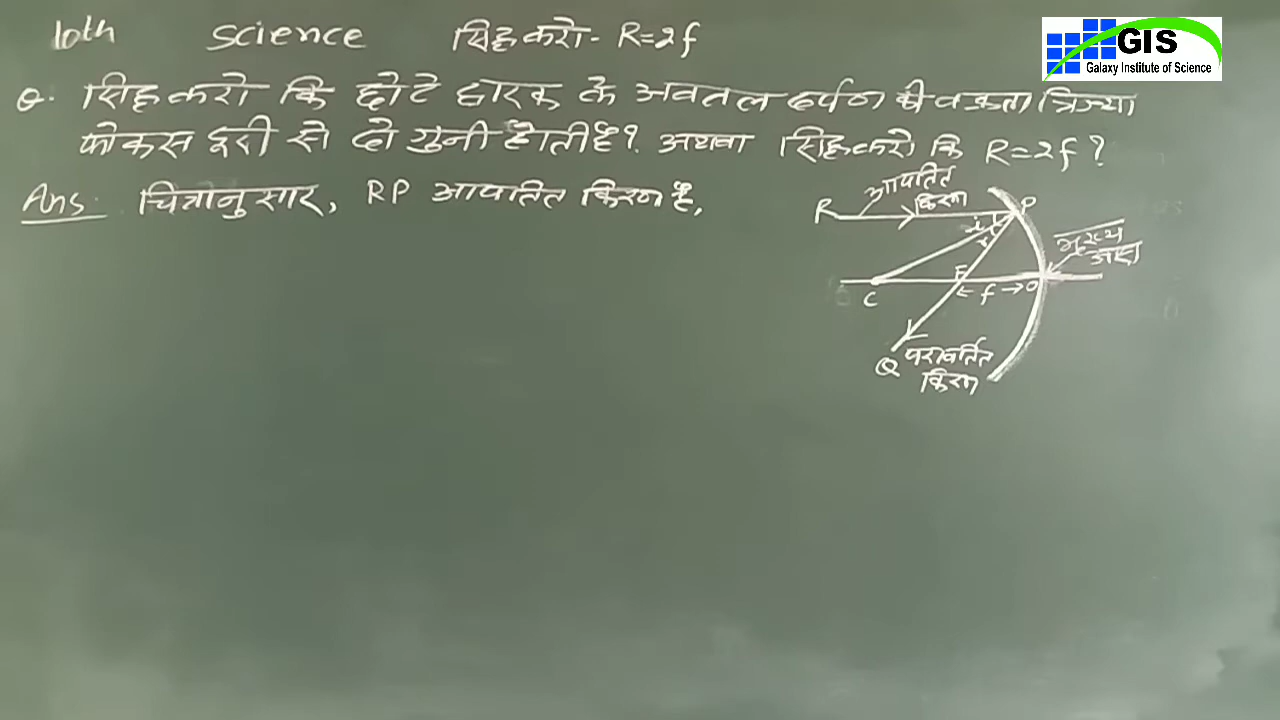 10th Science सिद्ध करो- R=2f
GIS
Galaxy Institute of Science
Q. सिद्ध करो कि छोटे द्वारक के अवतल दर्पण की वक्रता त्रिज्या
फोकस दूरी से दो गुनी होती है? अथवा सिद्ध करो कि R=2f?
Ans. चित्रानुसार, RP आपतित किरण है,
आपतित
किरण
R
P
i
r
मुख्य
अक्ष
C
F
f
O
Q
परावर्तित
किरण